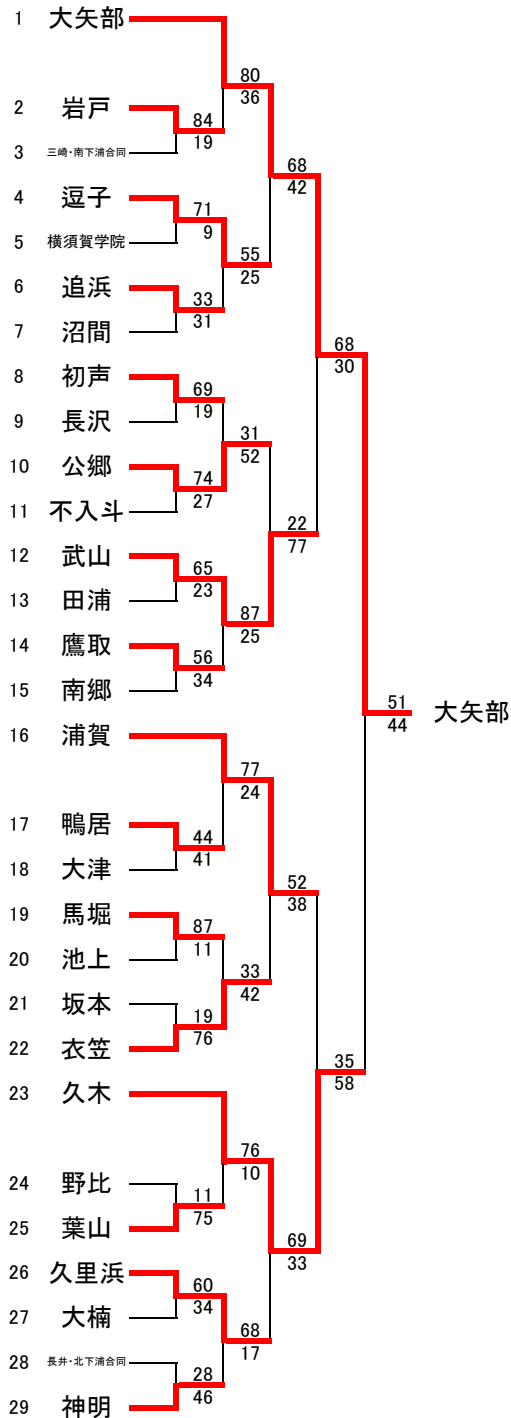 1 大矢部
80
36
2 岩戸
84
19
3 三崎・南下浦合同
68
42
4 逗子
71
9
5 横須賀学院
55
25
6 追浜
33
31
7 沼間
68
30
8 初声
69
19
9 長沢
31
52
10 公郷
74
27
11 不入斗
22
77
12 武山
65
23
13 田浦
87
25
14 鷹取
56
34
15 南郷
51
44
大矢部
16 浦賀
77
24
17 鴨居
44
41
18 大津
52
38
19 馬堀
87
11
20 池上
33
42
21 坂本
19
76
22 衣笠
35
58
23 久木
76
10
24 野比
11
75
25 葉山
69
33
26 久里浜
60
34
27 大楠
68
17
28 長井・北下浦合同
28
46
29 神明